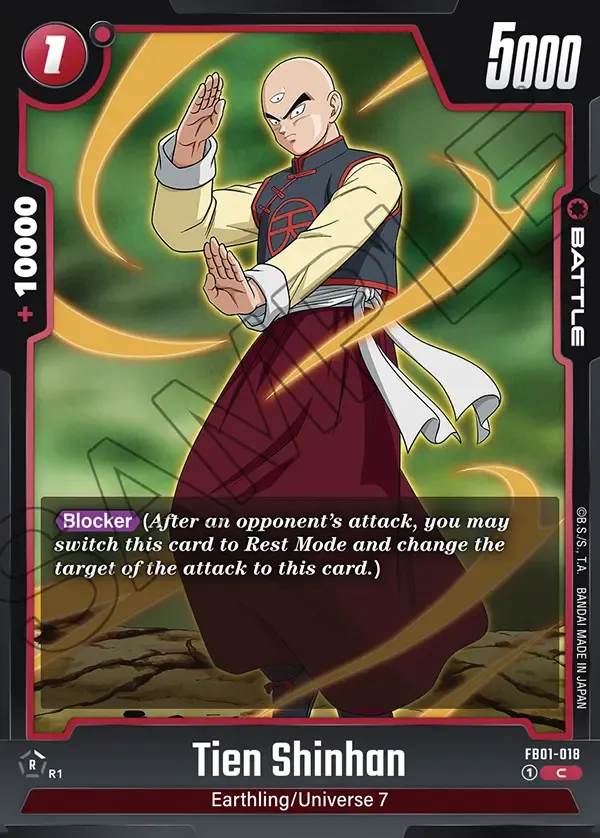 1
5000
+ 10000
BATTLE
天
SAMPLE
Blocker (After an opponent's attack, you may
switch this card to Rest Mode and change the
target of the attack to this card.)
©B.S./S., T.A. BANDAI MADE IN JAPAN
Tien Shinhan
FB01-018
R R1
1 C
Earthling/Universe 7